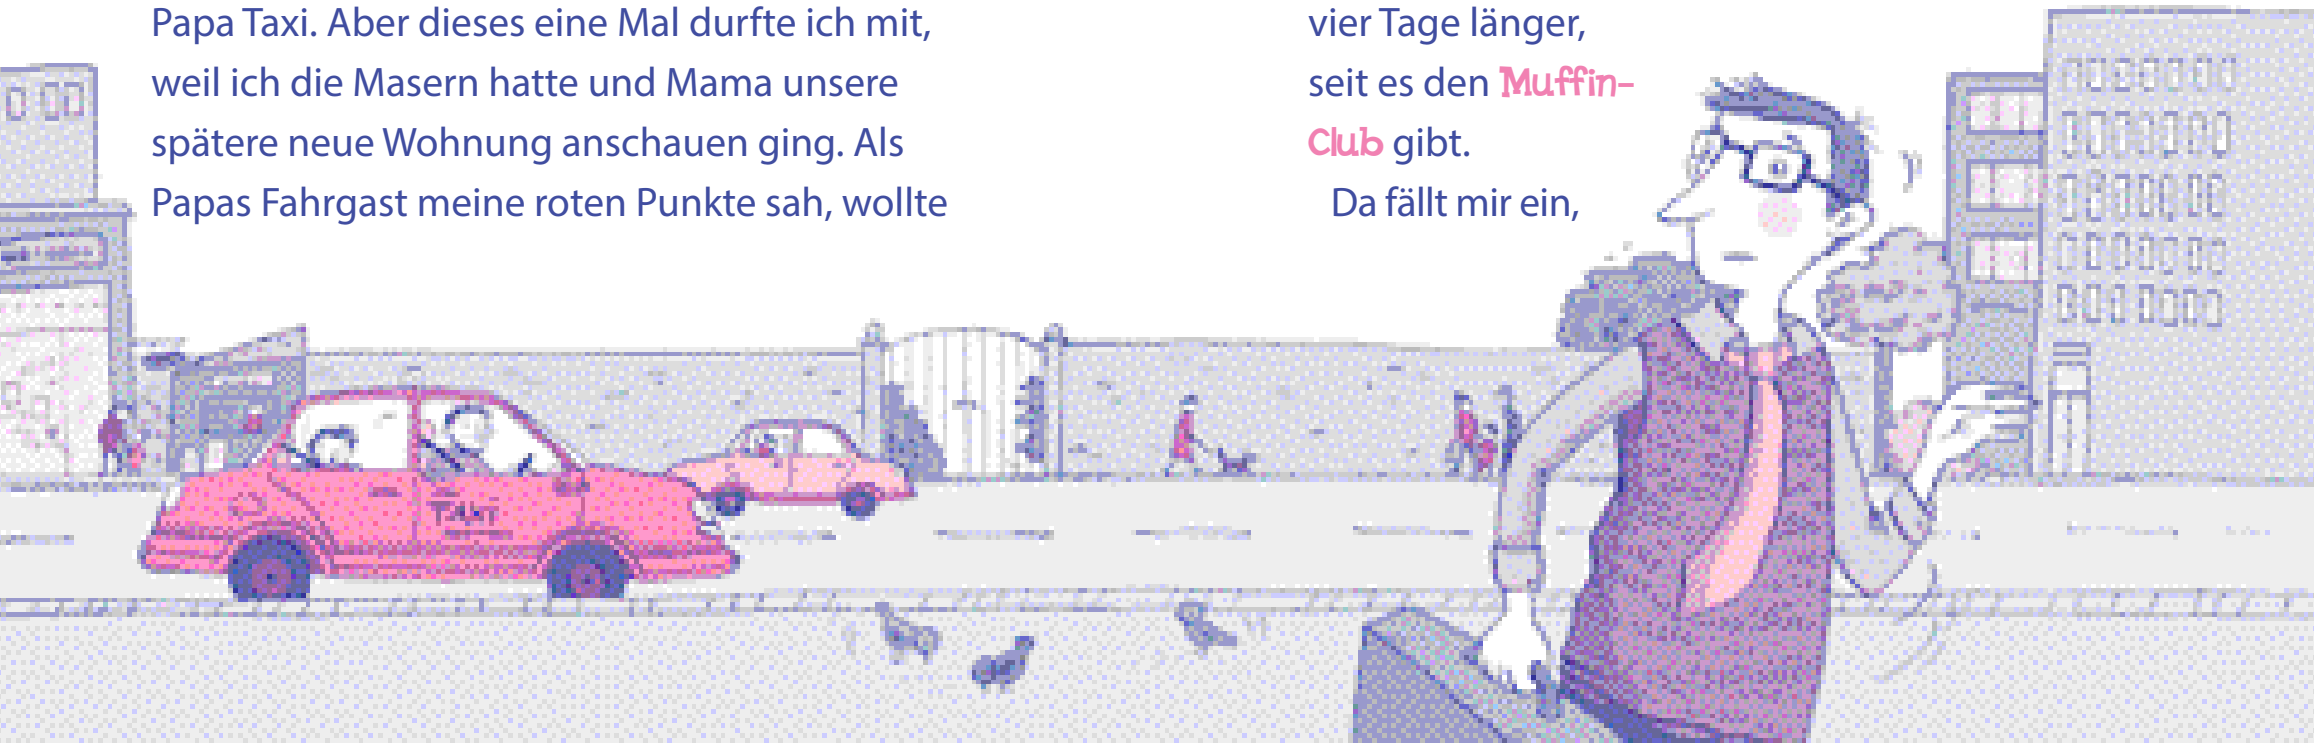 Papa Taxi. Aber dieses eine Mal durfte ich mit,
weil ich die Masern hatte und Mama unsere
spätere neue Wohnung anschauen ging. Als
Papas Fahrgast meine roten Punkte sah, wollte
vier Tage länger,
seit es den Muffin-
Club gibt.
Da fällt mir ein,
TAXI